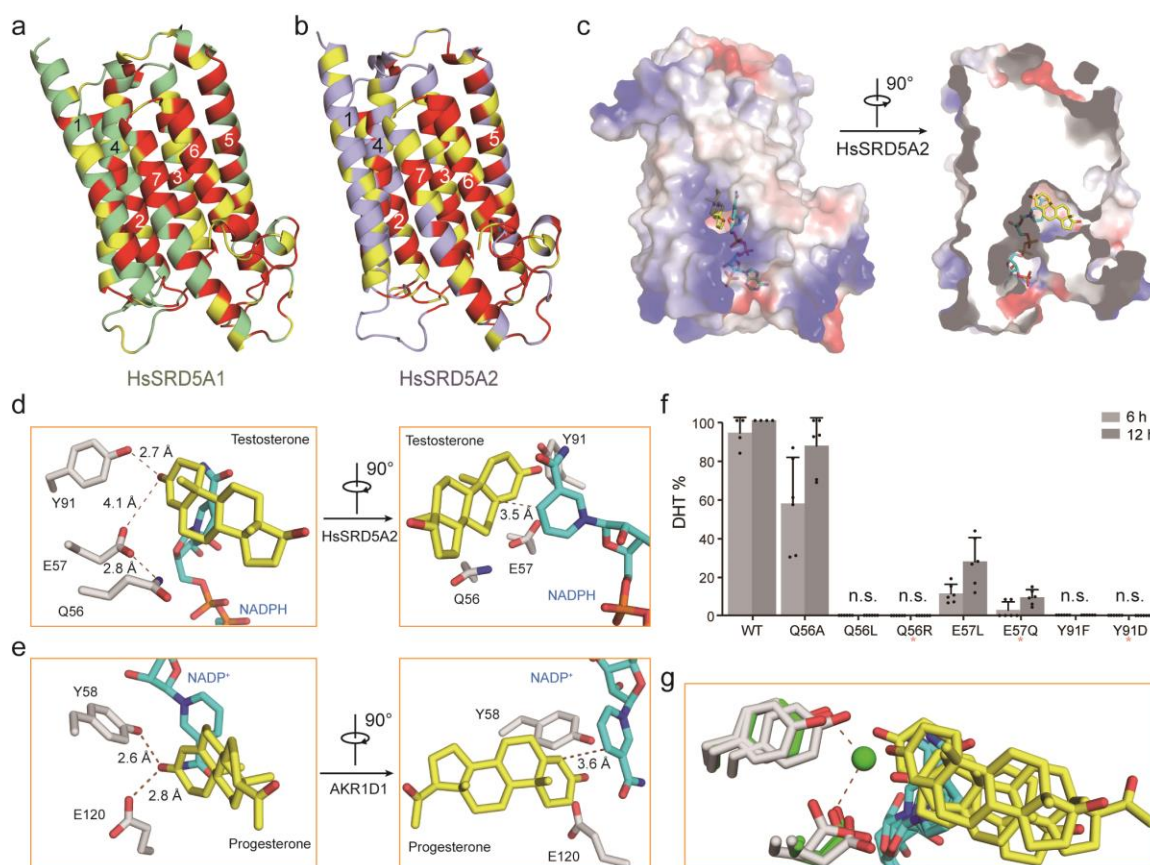 a
b
c
1
4
7
2
3
6
5
HsSRD5A1
1
4
7
2
3
6
5
HsSRD5A2
90°
HsSRD5A2
d
Testosterone
2.7 Å
Y91
4.1 Å
E57
2.8 Å
Q56
NADPH
90°
HsSRD5A2
Testosterone
Y91
3.5 Å
E57
Q56
NADPH
e
Y58
NADP+
2.6 Å
2.8 Å
E120
Progesterone
90°
AKR1D1
NADP+
Y58
3.6 Å
Progesterone
E120
f
6 h
12 h
DHT %
100
80
60
40
20
0
n.s.
n.s.
n.s.
n.s.
WT
Q56A
Q56L
Q56R
*
E57L
E57Q
*
Y91F
Y91D
*
g